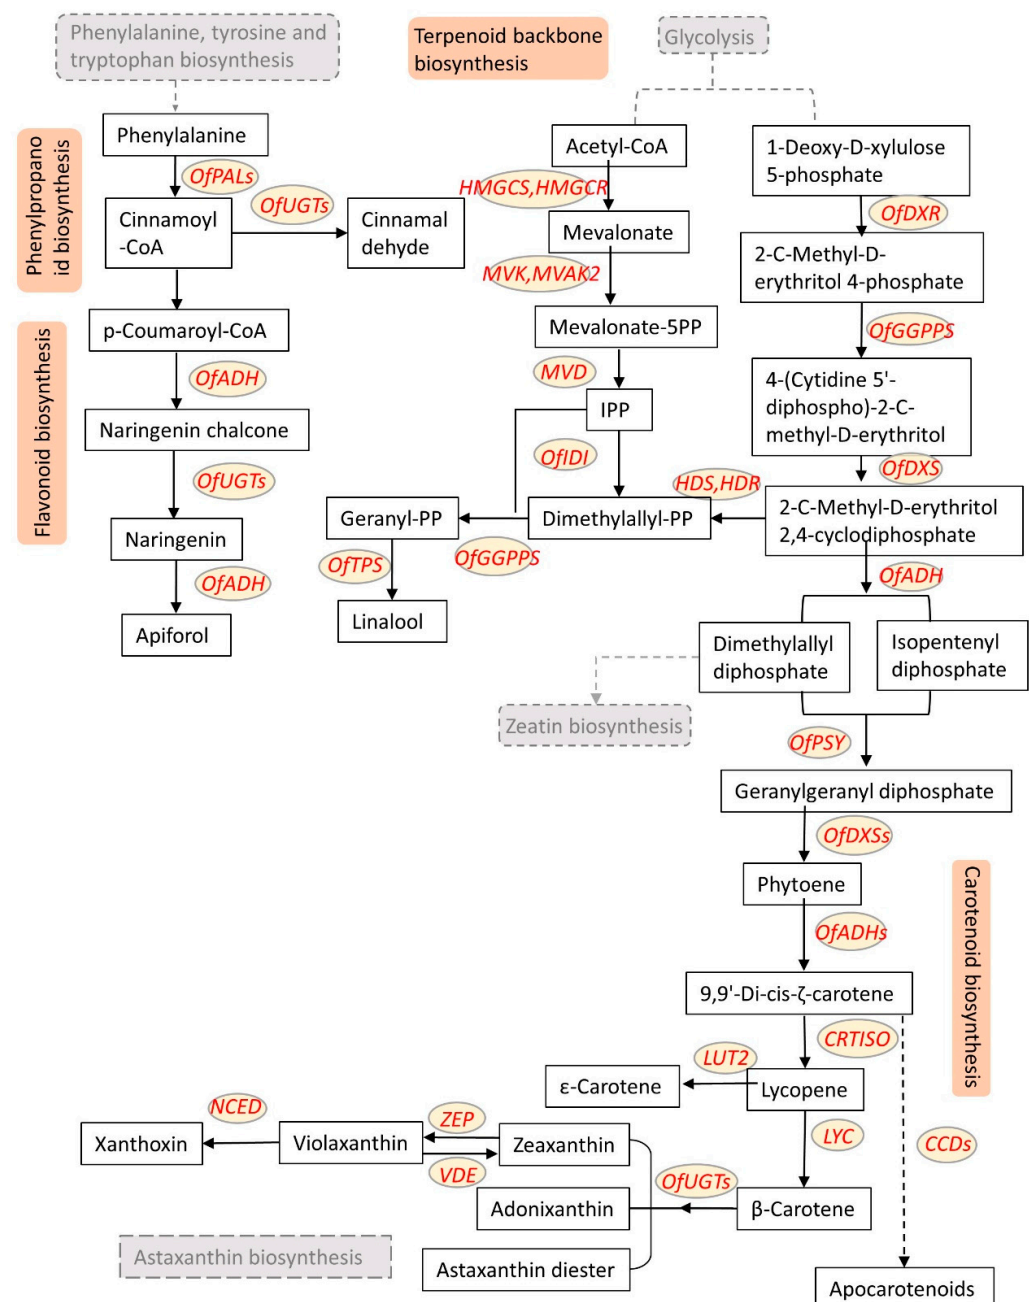 Phenylalanine, tyrosine and
tryptophan biosynthesis
Terpenoid backbone
biosynthesis
Glycolysis
Phenylpropano
id biosynthesis
Phenylalanine
OfPALs
OfUGTs
Cinnamoyl
-CoA
Cinnamal
dehyde
Acetyl-CoA
HMGCS,HMGCR
Mevalonate
MVK,MVAK2
Mevalonate-5PP
MVD
IPP
OfIDI
1-Deoxy-D-xylulose
5-phosphate
OfDXR
2-C-Methyl-D-
erythritol 4-phosphate
OfGGPPS
4-(Cytidine 5'-
diphospho)-2-C-
methyl-D-erythritol
OfDXS
HDS,HDR
2-C-Methyl-D-erythritol
2,4-cyclodiphosphate
Flavonoid biosynthesis
p-Coumaroyl-CoA
OfADH
Naringenin chalcone
OfUGTs
Naringenin
OfADH
Apiforol
Geranyl-PP
Dimethylallyl-PP
OfTPS
OfGGPPS
Linalool
OfADH
Dimethylallyl
diphosphate
Isopentenyl
diphosphate
Zeatin biosynthesis
OfPSY
Geranylgeranyl diphosphate
OfDXSs
Phytoene
OfADHs
Carotenoid biosynthesis
9,9'-Di-cis-ζ-carotene
CRTISO
LUT2
ε-Carotene
Lycopene
NCED
ZEP
LYC
CCDs
Xanthoxin
Violaxanthin
Zeaxanthin
VDE
OfUGTs
Adonixanthin
β-Carotene
Astaxanthin biosynthesis
Astaxanthin diester
Apocarotenoids